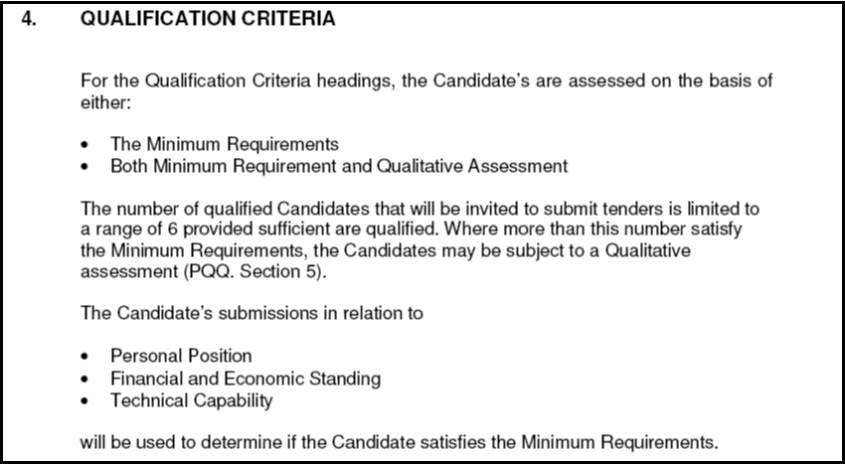 4. QUALIFICATION CRITERIA
For the Qualification Criteria headings, the Candidate's are assessed on the basis of
either:
• The Minimum Requirements
• Both Minimum Requirement and Qualitative Assessment
The number of qualified Candidates that will be invited to submit tenders is limited to
a range of 6 provided sufficient are qualified. Where more than this number satisfy
the Minimum Requirements, the Candidates may be subject to a Qualitative
assessment (PQQ. Section 5).
The Candidate's submissions in relation to
• Personal Position
• Financial and Economic Standing
• Technical Capability
will be used to determine if the Candidate satisfies the Minimum Requirements.